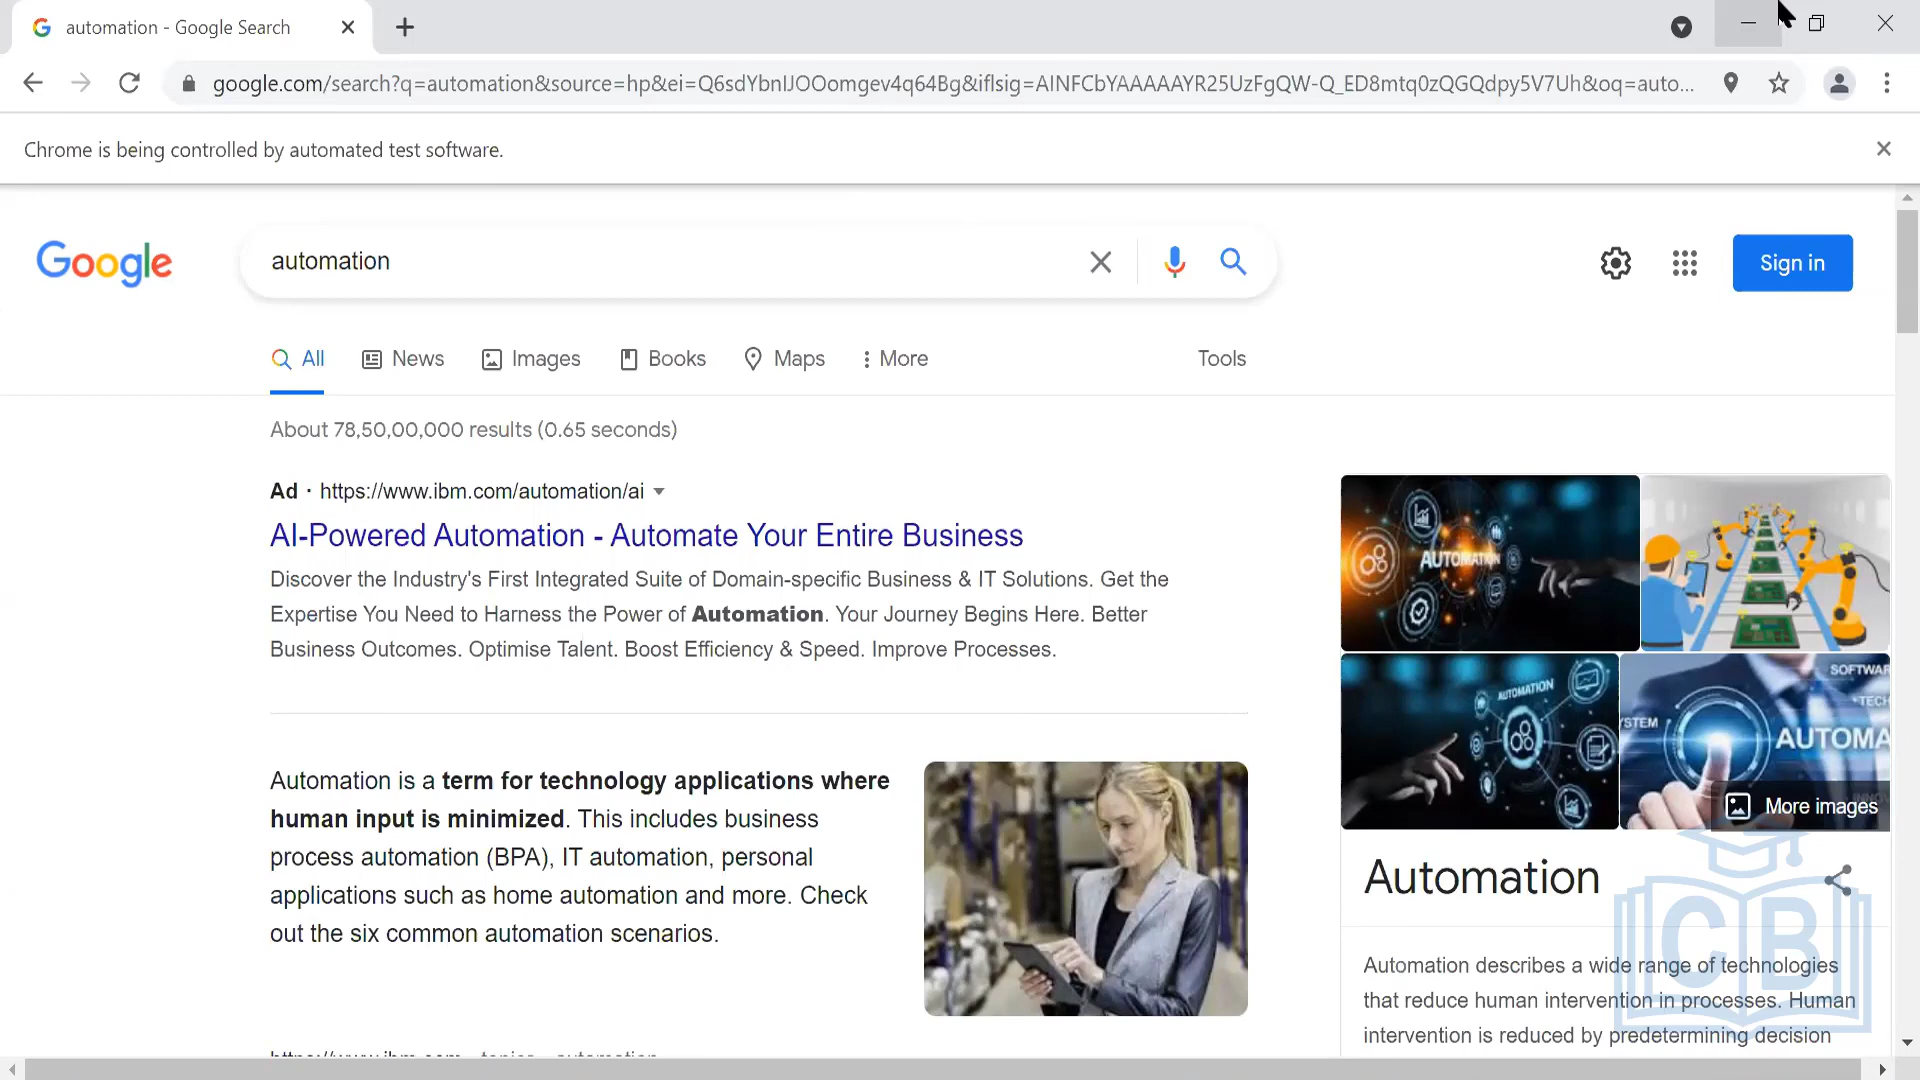 automation - Google Search
google.com/search?q=automation&source=hp&ei=Q6sdYbnIJOOomgev4q64Bg&iflsig=AINFCbYAAAAAYR25UzFgQW-Q_ED8mtq0zQGQdpy5V7Uh&oq=auto...
Chrome is being controlled by automated test software.
Google
automation
Sign in
All News Images Books Maps More Tools
About 78,50,00,000 results (0.65 seconds)
Ad · https://www.ibm.com/automation/ai
AI-Powered Automation - Automate Your Entire Business
Discover the Industry's First Integrated Suite of Domain-specific Business & IT Solutions. Get the
Expertise You Need to Harness the Power of Automation. Your Journey Begins Here. Better
Business Outcomes. Optimise Talent. Boost Efficiency & Speed. Improve Processes.
Automation is a term for technology applications where
human input is minimized. This includes business
process automation (BPA), IT automation, personal
applications such as home automation and more. Check
out the six common automation scenarios.
https://www.ibm.com topics automation
AUTOMATION
AUTOMATION
SOFTWAR
TECH
YSTEM
AUTOMA
More images
Automation
Automation describes a wide range of technologies
that reduce human intervention in processes. Human
intervention is reduced by predetermining decision
CB